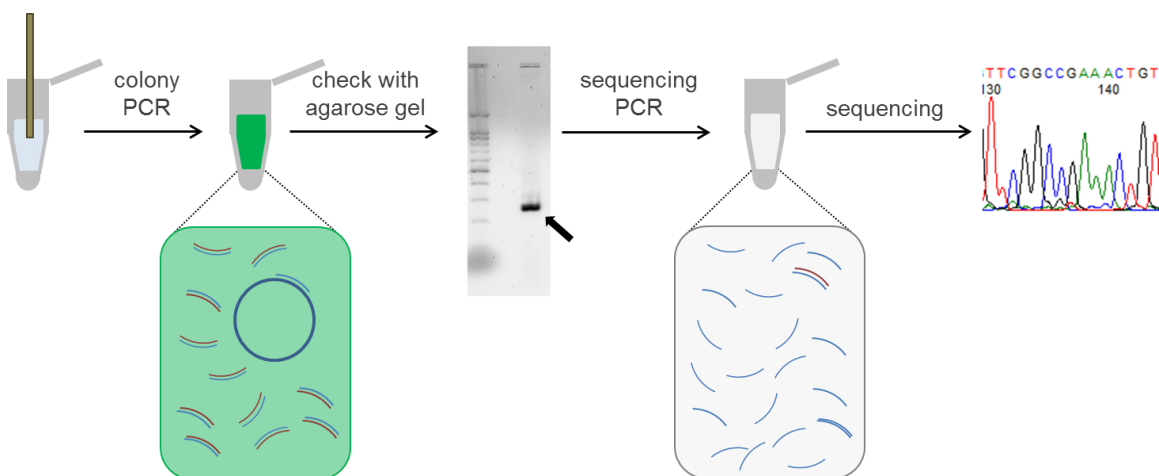 colony
PCR
check with
agarose gel
sequencing
PCR
sequencing
TTCGGCCGAAACTGT
130
140